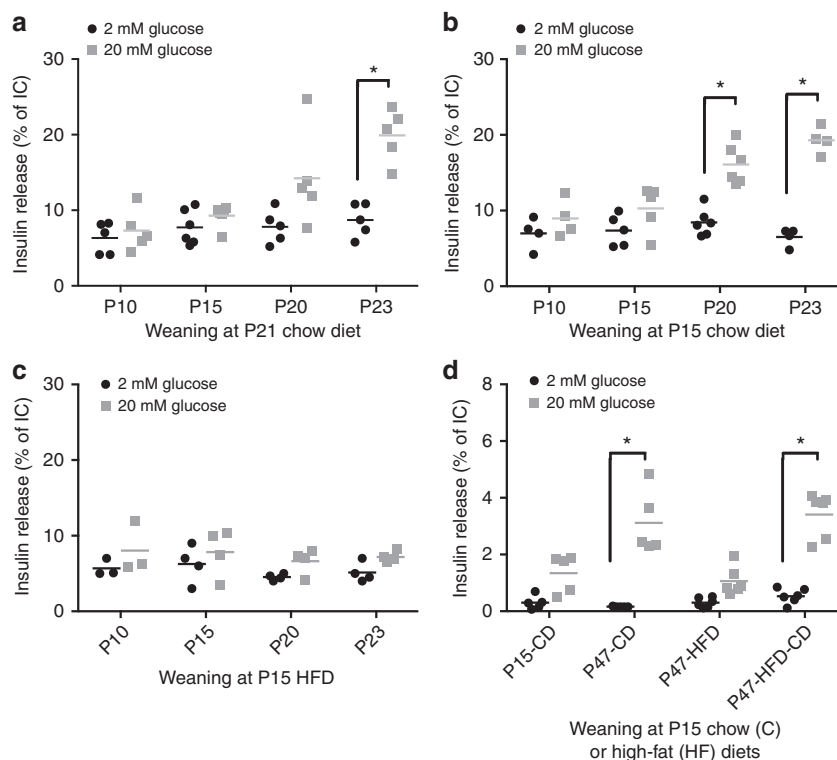 a
2 mM glucose
20 mM glucose
30
*
20
10
0
Insulin release (% of IC)
P10 P15 P20 P23
Weaning at P21 chow diet
b
2 mM glucose
20 mM glucose
30
* *
20
10
0
Insulin release (% of IC)
P10 P15 P20 P23
Weaning at P15 chow diet
c
2 mM glucose
20 mM glucose
30
20
10
0
Insulin release (% of IC)
P10 P15 P20 P23
Weaning at P15 HFD
d
2 mM glucose
20 mM glucose
8
6
* *
4
2
0
Insulin release (% of IC)
P15-CD P47-CD P47-HFD P47-HFD-CD
Weaning at P15 chow (C)
or high-fat (HF) diets